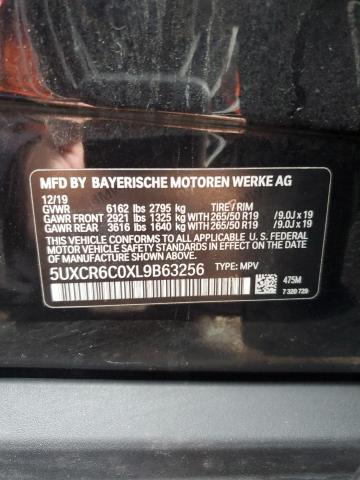 MFD BY BAYERISCHE MOTOREN WERKE AG
12/19
GVWR 6162 lbs 2795 kg TIRE/RIM
GAWR FRONT 2921 lbs 1325 kg WITH 265/50 R19 /9.0J x 19
GAWR REAR 3616 lbs 1640 kg WITH 265/50 R19 /9.0J x 19
THIS VEHICLE CONFORMS TO ALL APPLICABLE U.S. FEDERAL
MOTOR VEHICLE SAFETY STANDARDS IN EFFECT ON THE
DATE OF MANUFACTURE SHOWN ABOVE.
5UXCR6C0XL9B63256 TYPE: MPV
475M
7 320 729